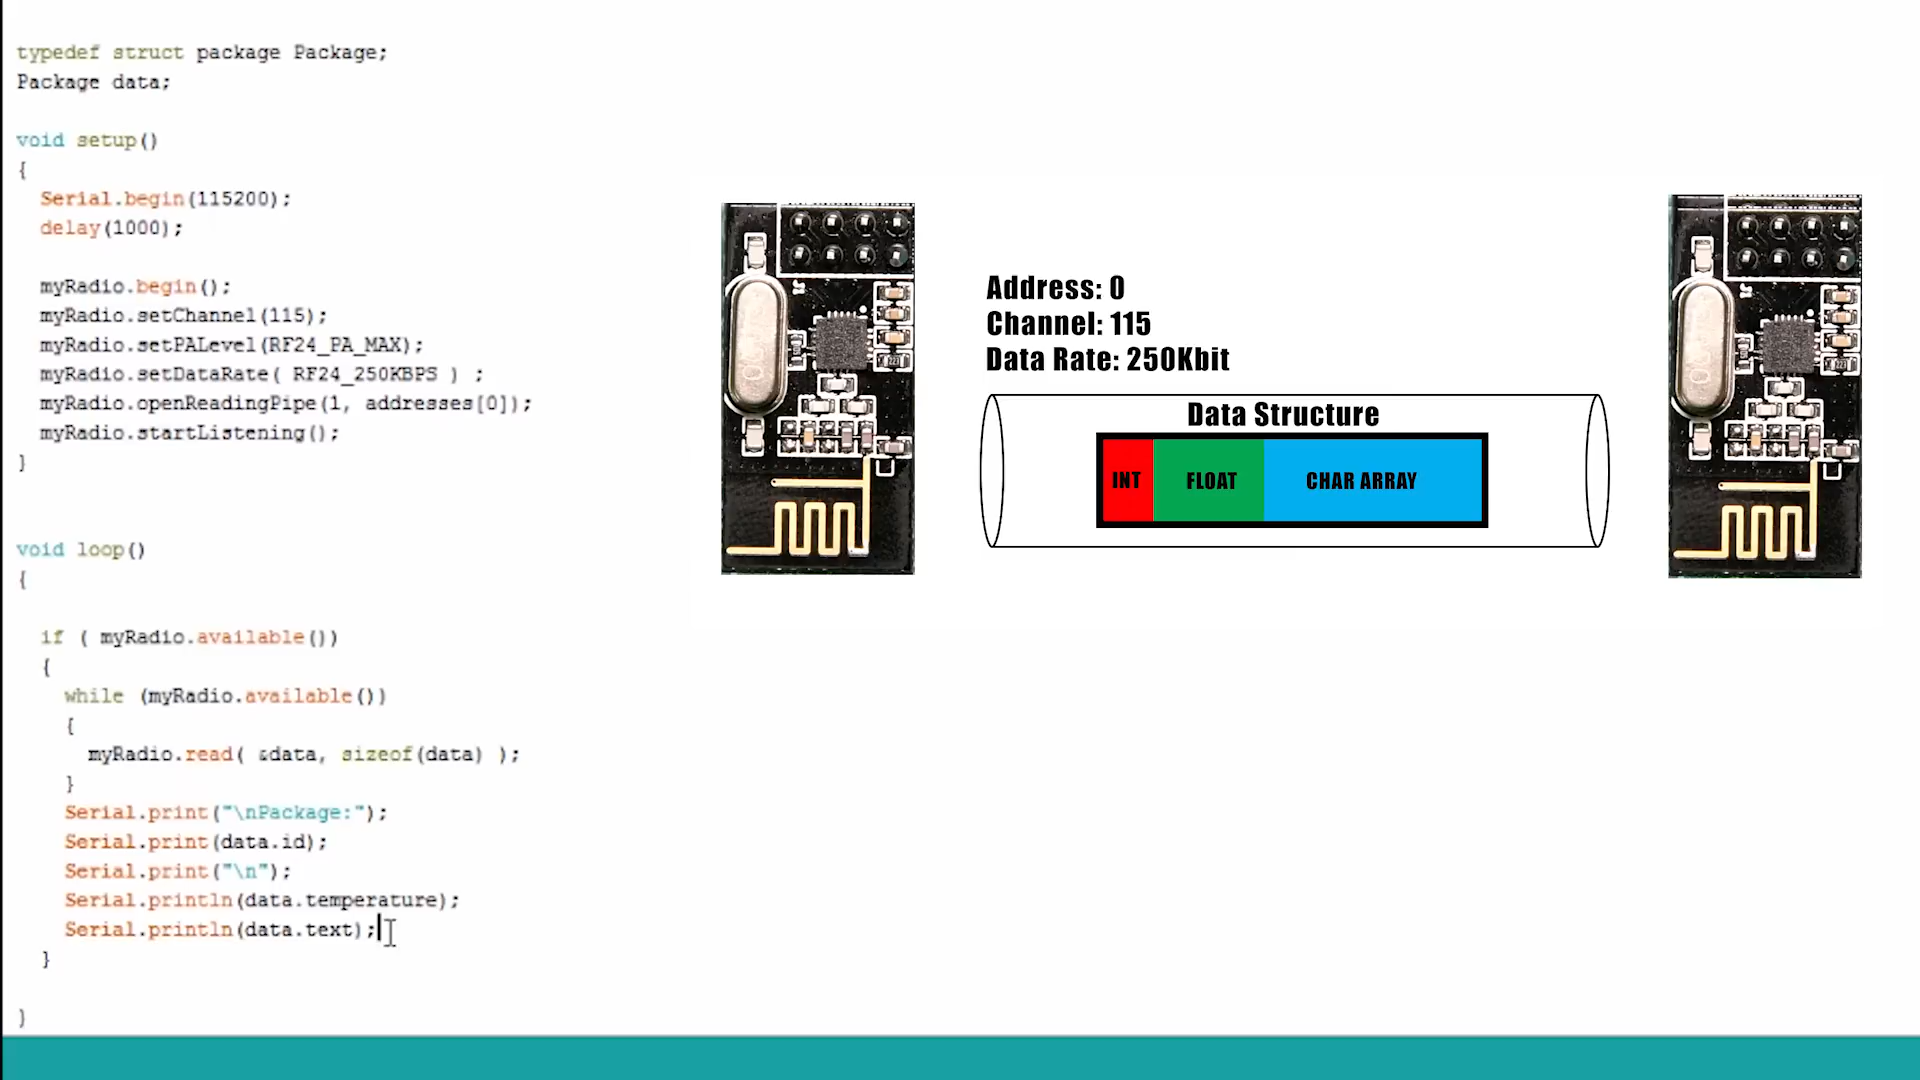 typedef struct package Package;
Package data;
void setup()
{
Serial.begin(115200);
delay(1000);
myRadio.begin();
myRadio.setChannel(115);
myRadio.setPALevel(RF24_PA_MAX);
myRadio.setDataRate( RF24_250KBPS ) ;
myRadio.openReadingPipe(1, addresses[0]);
myRadio.startListening();
}
void loop()
{
if ( myRadio.available())
{
while (myRadio.available())
{
myRadio.read( &data, sizeof(data) );
}
Serial.print("\nPackage:");
Serial.print(data.id);
Serial.print("\n");
Serial.println(data.temperature);
Serial.println(data.text);
}
}
Address: 0
Channel: 115
Data Rate: 250Kbit
Data Structure
INT FLOAT CHAR ARRAY